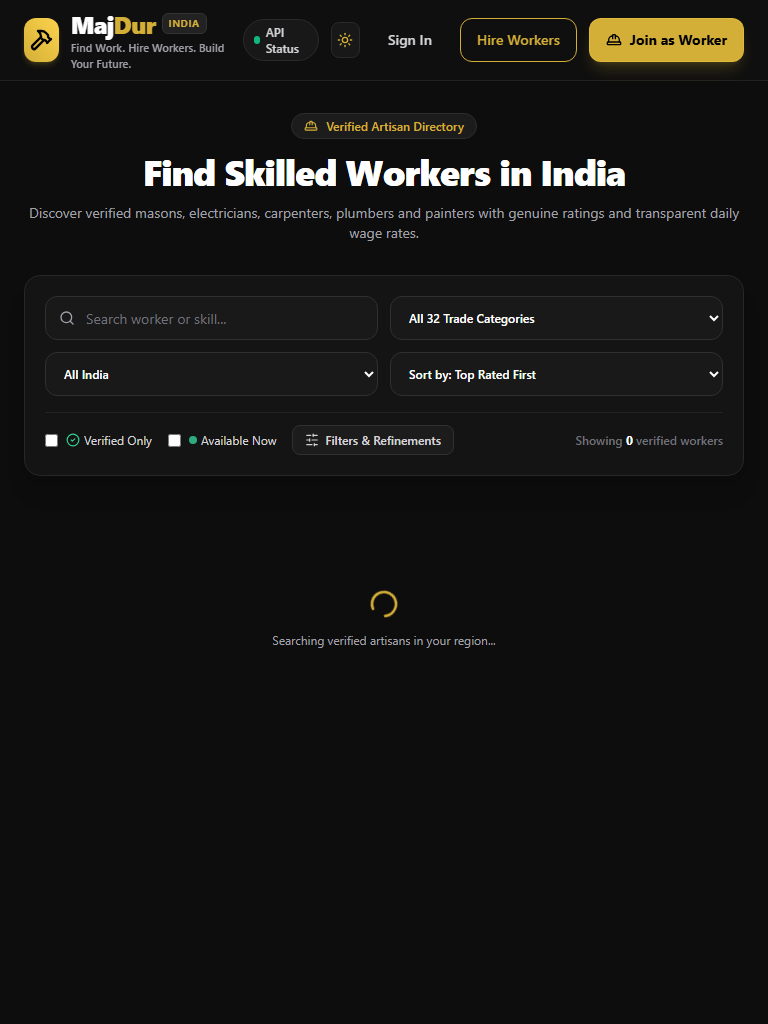 MajDur INDIA
Find Work. Hire Workers. Build
Your Future.
API
Status
Sign In
Hire Workers
Join as Worker
Verified Artisan Directory
Find Skilled Workers in India
Discover verified masons, electricians, carpenters, plumbers and painters with genuine ratings and transparent daily
wage rates.
Search worker or skill...
All 32 Trade Categories
All India
Sort by: Top Rated First
Verified Only
Available Now
Filters & Refinements
Showing 0 verified workers
Searching verified artisans in your region...